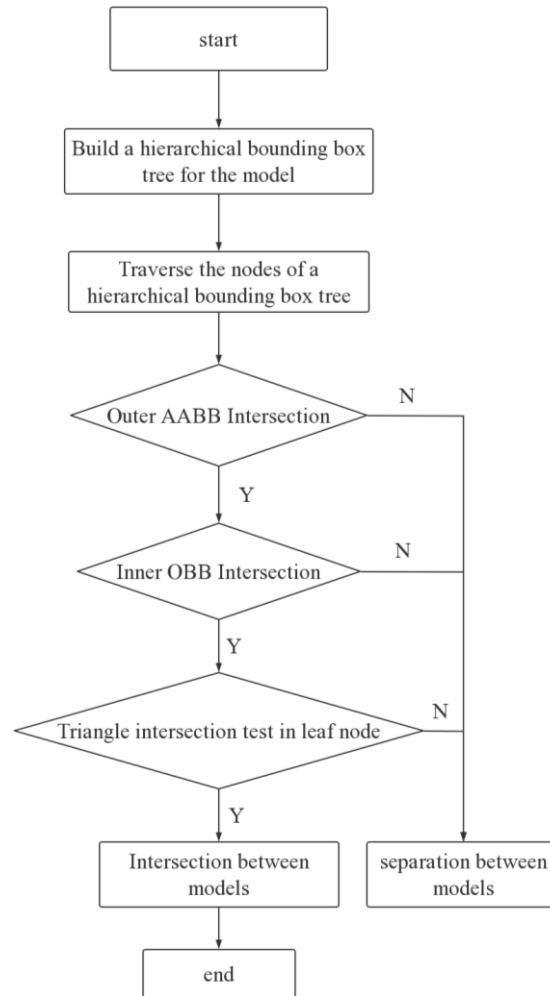 start
Build a hierarchical bounding box
tree for the model
Traverse the nodes of a
hierarchical bounding box tree
Outer AABB Intersection
N
Y
Inner OBB Intersection
N
Y
Triangle intersection test in leaf node
N
Y
Intersection between
models
separation between
models
end